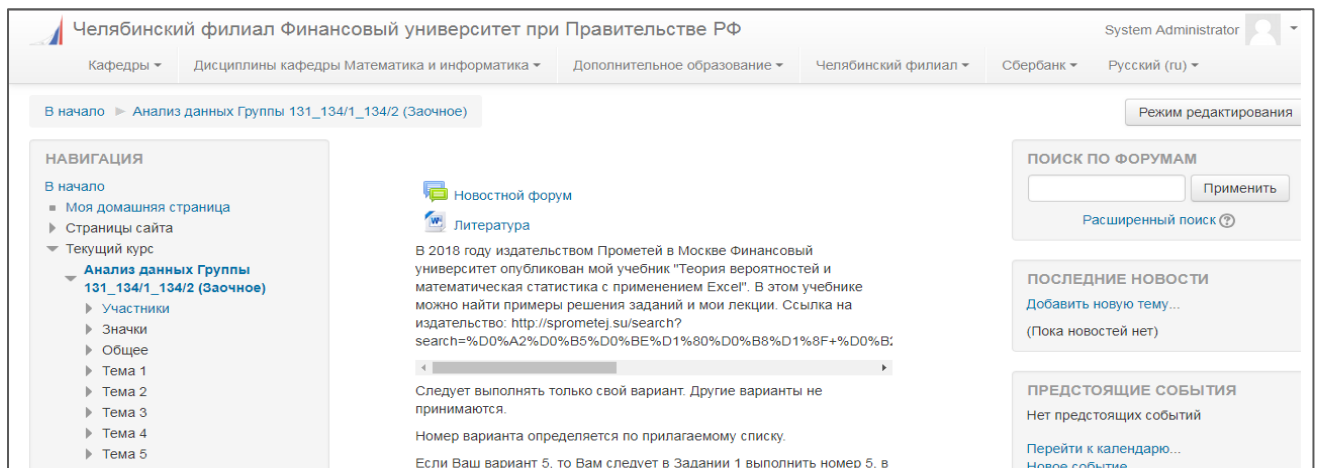 Челябинский филиал Финансовый университет при Правительстве РФ
System Administrator
Кафедры
Дисциплины кафедры Математика и информатика
Дополнительное образование
Челябинский филиал
Сбербанк
Русский (ru)
В начало
Анализ данных Группы 131_134/1_134/2 (Заочное)
Режим редактирования
НАВИГАЦИЯ
В начало
Моя домашняя страница
Страницы сайта
Текущий курс
Анализ данных Группы
131_134/1_134/2 (Заочное)
Участники
Значки
Общее
Тема 1
Тема 2
Тема 3
Тема 4
Тема 5
Новостной форум
Литература
В 2018 году издательством Прометей в Москве Финансовый
университет опубликован мой учебник "Теория вероятностей и
математическая статистика с применением Excel". В этом учебнике
можно найти примеры решения заданий и мои лекции. Ссылка на
издательство: http://sprometej.su/search?
search=%D0%A2%D0%B5%D0%BE%D1%80%D0%B8%D1%8F+%D0%B2
Следует выполнять только свой вариант. Другие варианты не
принимаются.
Номер варианта определяется по прилагаемому списку.
Если Ваш вариант 5, то Вам следует в Задании 1 выполнить номер 5, в
ПОИСК ПО ФОРУМАМ
Применить
Расширенный поиск
ПОСЛЕДНИЕ НОВОСТИ
Добавить новую тему...
(Пока новостей нет)
ПРЕДСТОЯЩИЕ СОБЫТИЯ
Нет предстоящих событий
Перейти к календарю...
Новое событие